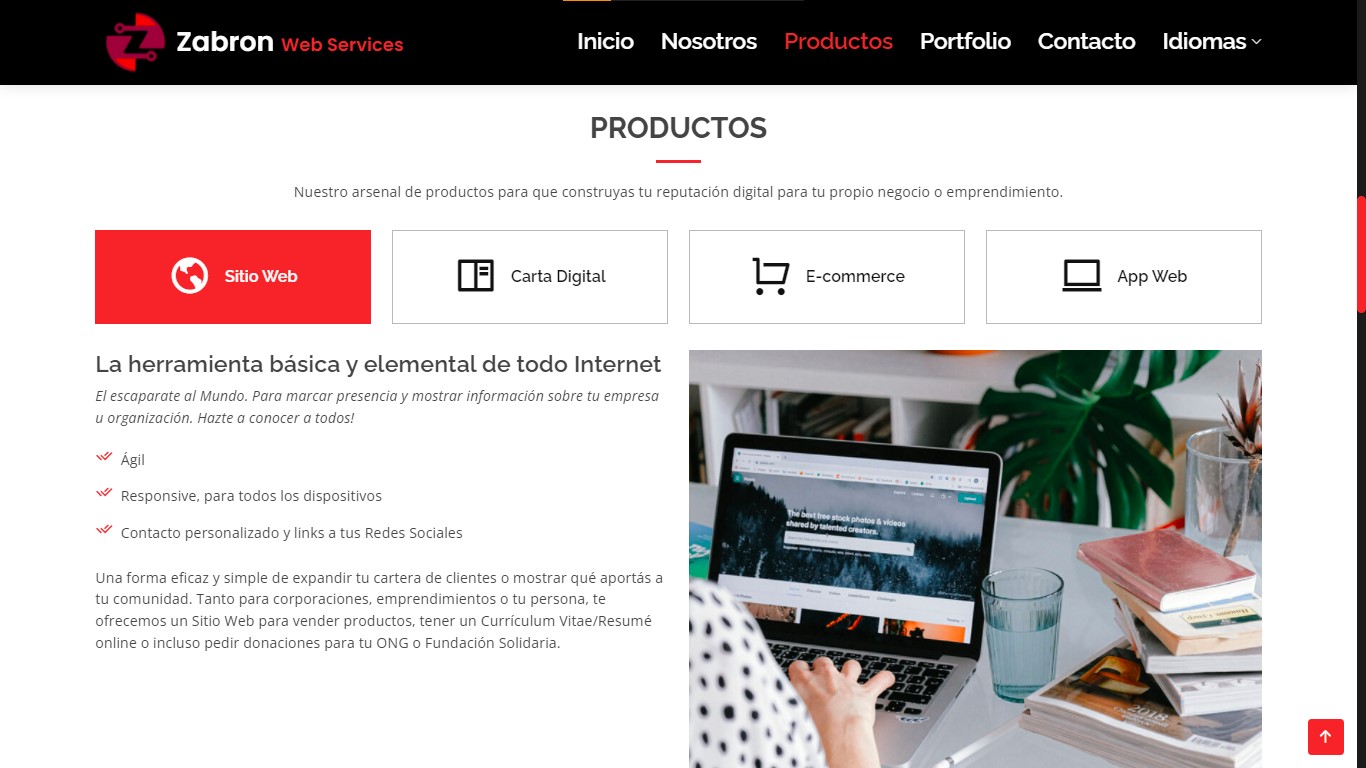 Zabron Web Services
Inicio Nosotros Productos Portfolio Contacto Idiomas
PRODUCTOS
Nuestro arsenal de productos para que construyas tu reputación digital para tu propio negocio o emprendimiento.
Sitio Web
Carta Digital
E-commerce
App Web
La herramienta básica y elemental de todo Internet
El escaparate al Mundo. Para marcar presencia y mostrar información sobre tu empresa
u organización. Hazte a conocer a todos!
Ágil
Responsive, para todos los dispositivos
Contacto personalizado y links a tus Redes Sociales
Una forma eficaz y simple de expandir tu cartera de clientes o mostrar qué aportás a
tu comunidad. Tanto para corporaciones, emprendimientos o tu persona, te
ofrecemos un Sitio Web para vender productos, tener un Currículum Vitae/Resumé
online o incluso pedir donaciones para tu ONG o Fundación Solidaria.
The best free stock photos & videos
shared by talented creators.
2018